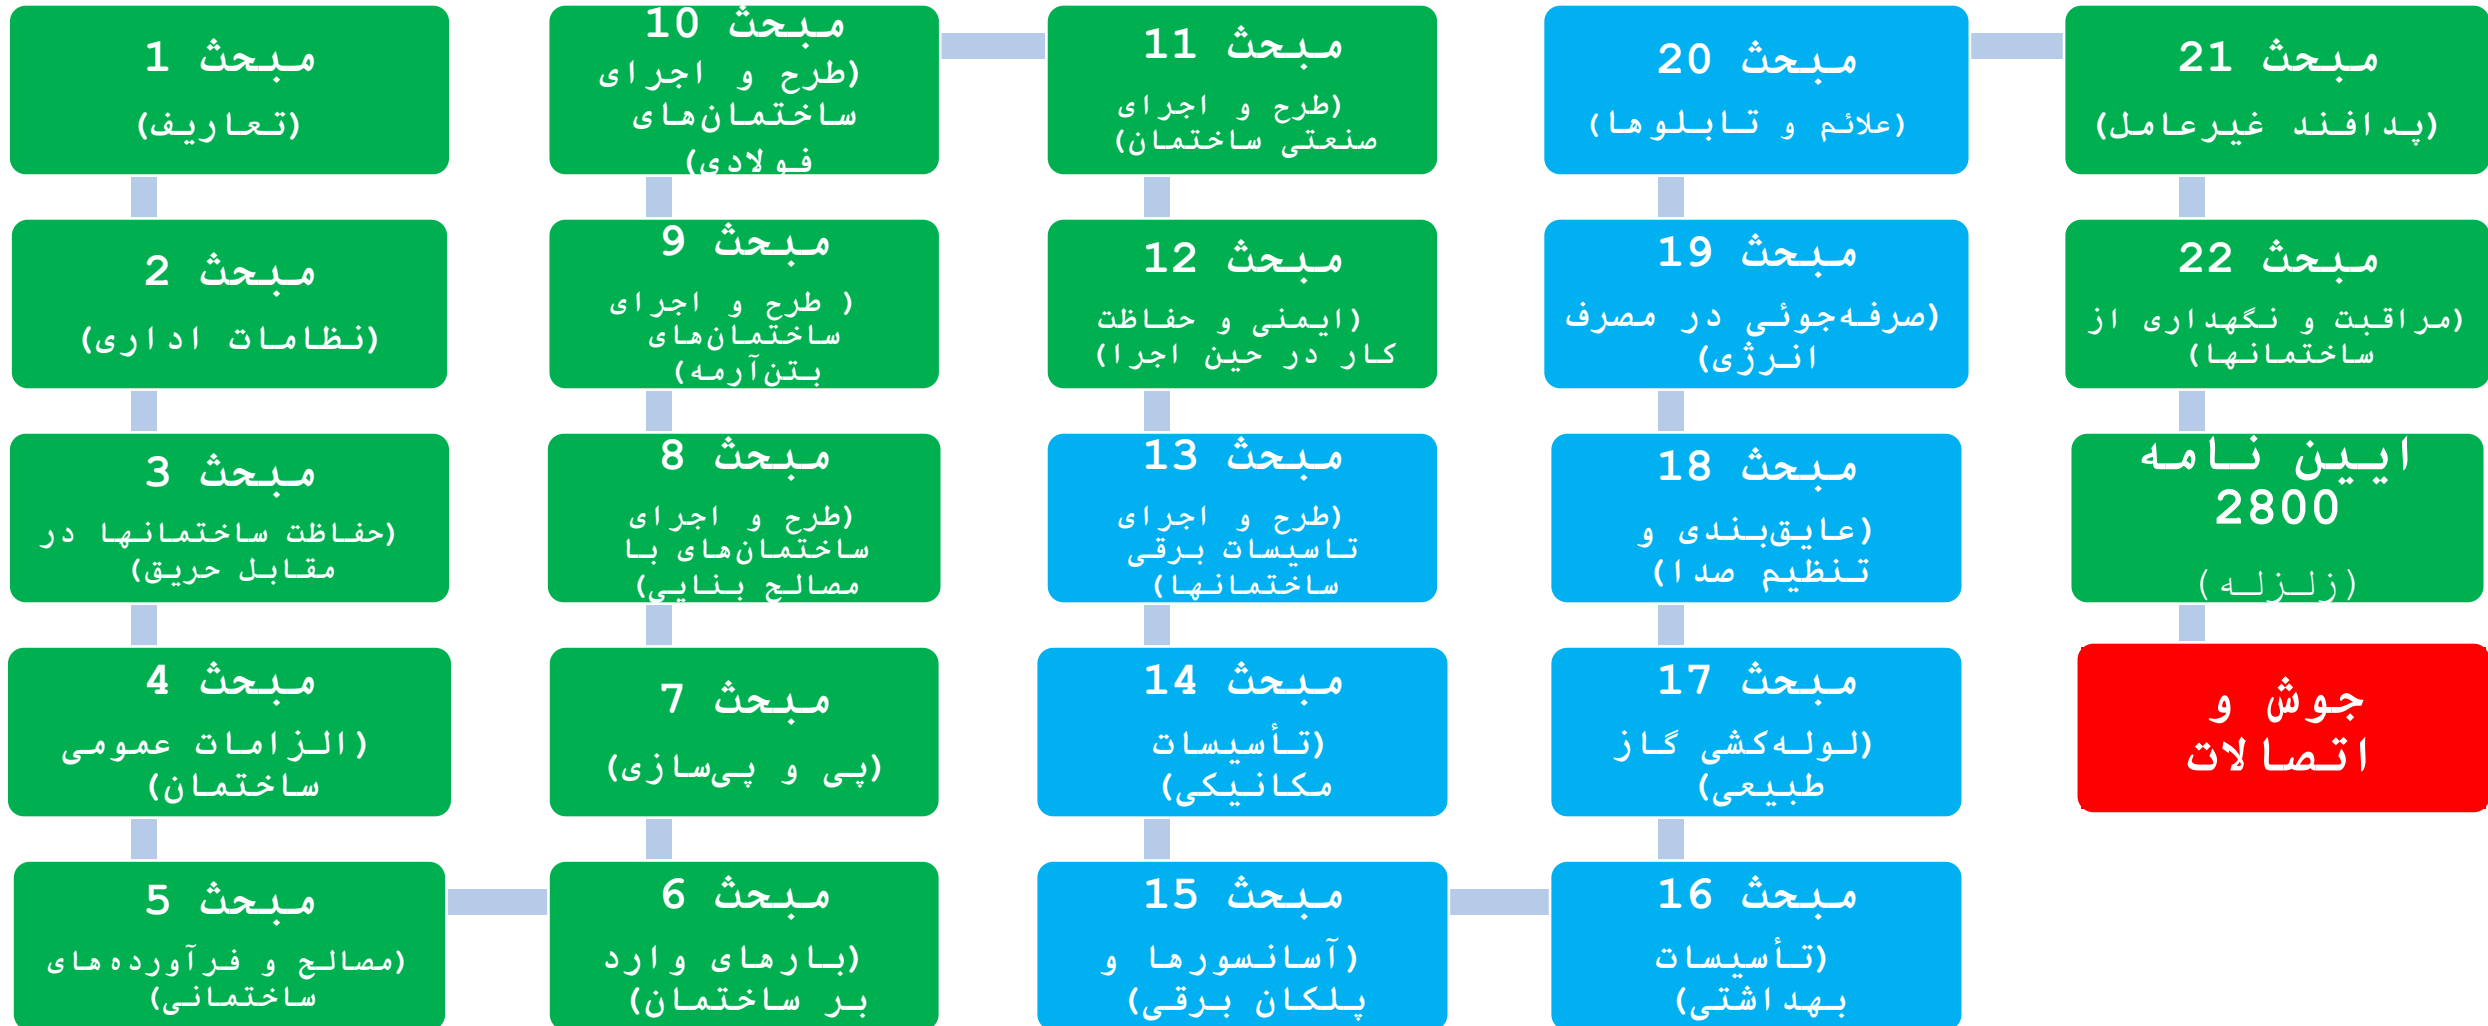 مبحث 1
(تعاریف)
مبحث 2
(نظامات اداری)
مبحث 3
(حفاظت ساختمانها در
مقابل حریق)
مبحث 4
(الزامات عمومی
ساختمان)
مبحث 5
(مصالح و فرآورده‌های
ساختمانی)
مبحث 6
(بارهای وارد
بر ساختمان)
مبحث 7
(پی و پی‌سازی)
مبحث 8
(طرح و اجرای
ساختمان‌های با
مصالح بنایی)
مبحث 9
( طرح و اجرای
ساختمان‌های
بتن‌آرمه)
مبحث 10
(طرح و اجرای
ساختمان‌های
فولادی)
مبحث 11
(طرح و اجرای
صنعتی ساختمان)
مبحث 12
(ایمنی و حفاظت
کار در حین اجرا)
مبحث 13
(طرح و اجرای
تاسیسات برقی
ساختمانها)
مبحث 14
(تأسیسات
مکانیکی)
مبحث 15
(آسانسورها و
پلکان برقی)
مبحث 16
(تأسیسات
بهداشتی)
مبحث 17
(لوله‌کشی گاز
طبیعی)
مبحث 18
(عایق‌بندی و
تنظیم صدا)
مبحث 19
(صرفه‌جوئی در مصرف
انرژی)
مبحث 20
(علائم و تابلوها)
مبحث 21
(پدافند غیرعامل)
مبحث 22
(مراقبت و نگهداری از
ساختمانها)
ایین نامه
2800
(زلزله)
جوش و
اتصالات